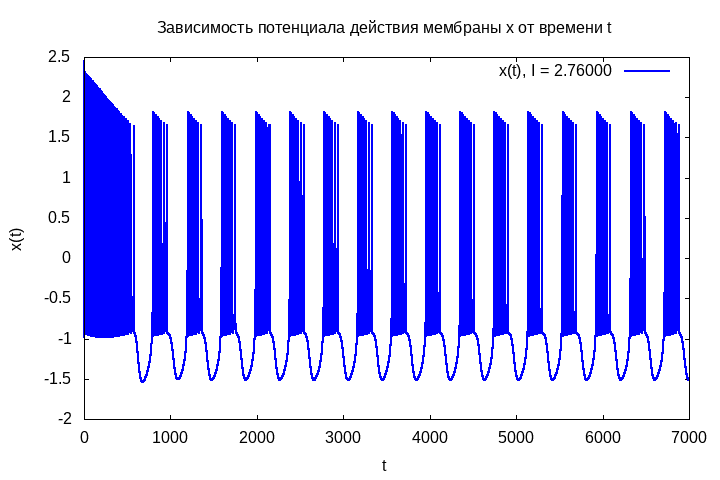 Зависимость потенциала действия мембраны x от времени t
x(t), I = 2.76000
2.5
2
1.5
1
0.5
0
-0.5
-1
-1.5
-2
x(t)
0 1000 2000 3000 4000 5000 6000 7000
t